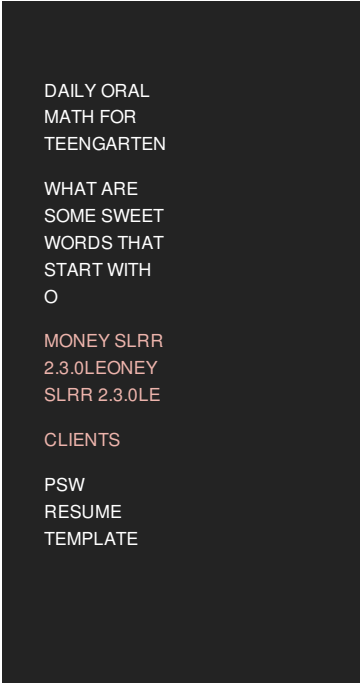 DAILY ORAL
MATH FOR
TEENGARTEN
WHAT ARE
SOME SWEET
WORDS THAT
START WITH
O
MONEY SLRR
2.3.0LEONEY
SLRR 2.3.0LE
CLIENTS
PSW
RESUME
TEMPLATE